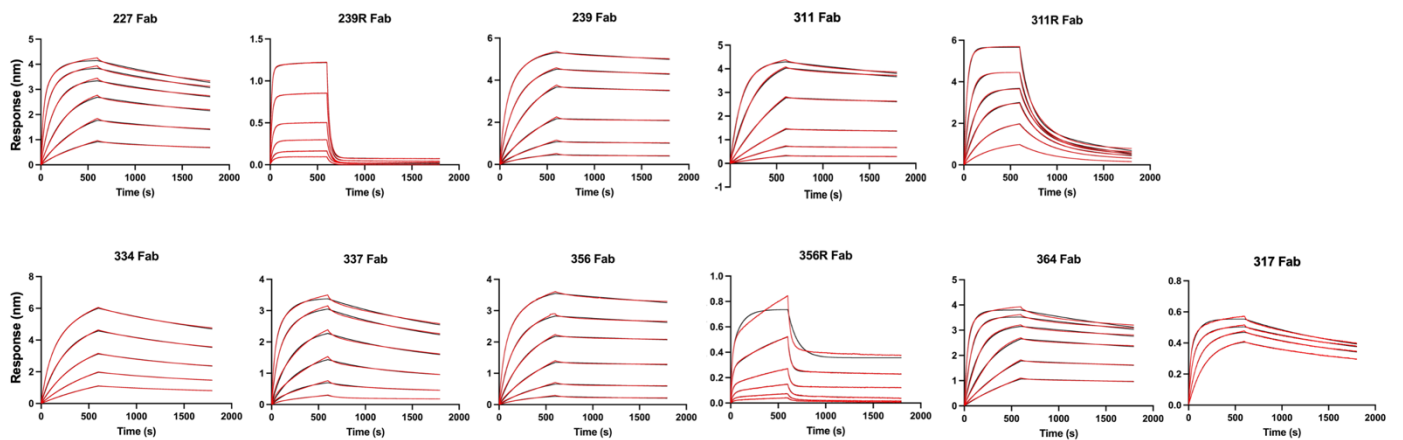 227 Fab
239R Fab
239 Fab
311 Fab
311R Fab
Response (nm)
5
4
3
2
1
0
0 500 1000 1500 2000
Time (s)
1.5
1.0
0.5
0.0
0 500 1000 1500 2000
Time (s)
6
4
2
0
0 500 1000 1500 2000
Time (s)
5
4
3
2
1
0
-1
500 1000 1500 2000
Time (s)
6
4
2
0
0 500 1000 1500 2000
Time (s)
334 Fab
337 Fab
356 Fab
356R Fab
364 Fab
317 Fab
Response (nm)
8
6
4
2
0
0 500 1000 1500 2000
Time (s)
4
3
2
1
0
0 500 1000 1500 2000
Time (s)
4
3
2
1
0
0 500 1000 1500 2000
Time (s)
1.0
0.8
0.6
0.4
0.2
0.0
0 500 1000 1500 2000
Time (s)
5
4
3
2
1
0
0 500 1000 1500 2000
Time (s)
0.8
0.6
0.4
0.2
0.0
0 500 1000 1500 2000
Time (s)